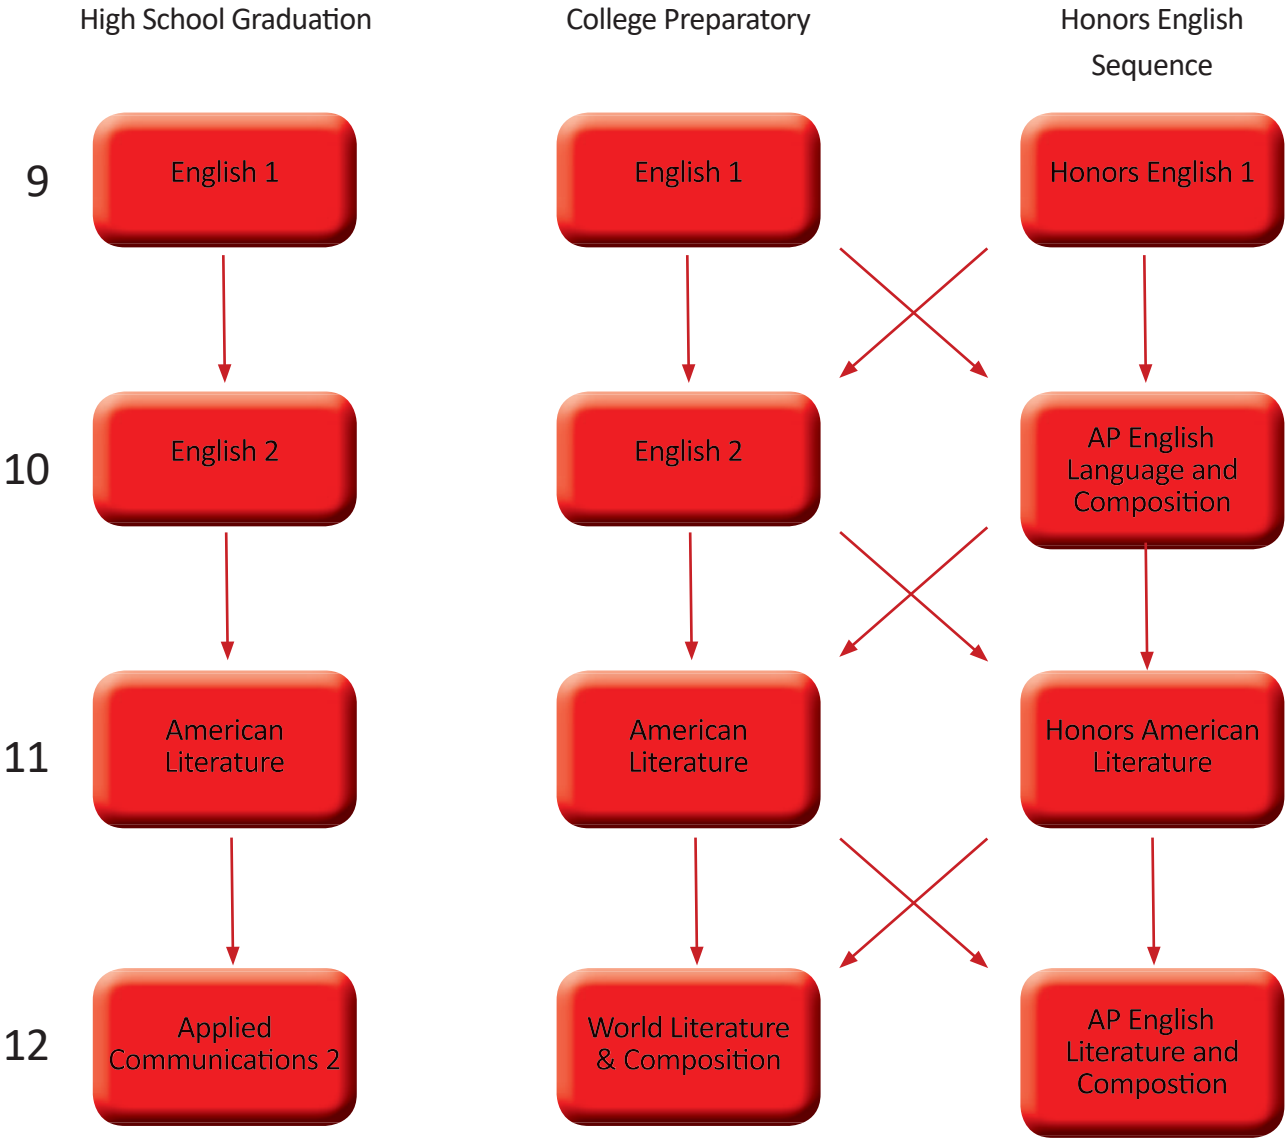 High School Graduation
College Preparatory
Honors English
Sequence
9
English 1
English 1
Honors English 1
10
English 2
English 2
AP English
Language and
Composition
11
American
Literature
American
Literature
Honors American
Literature
12
Applied
Communications 2
World Literature
& Composition
AP English
Literature and
Compostion